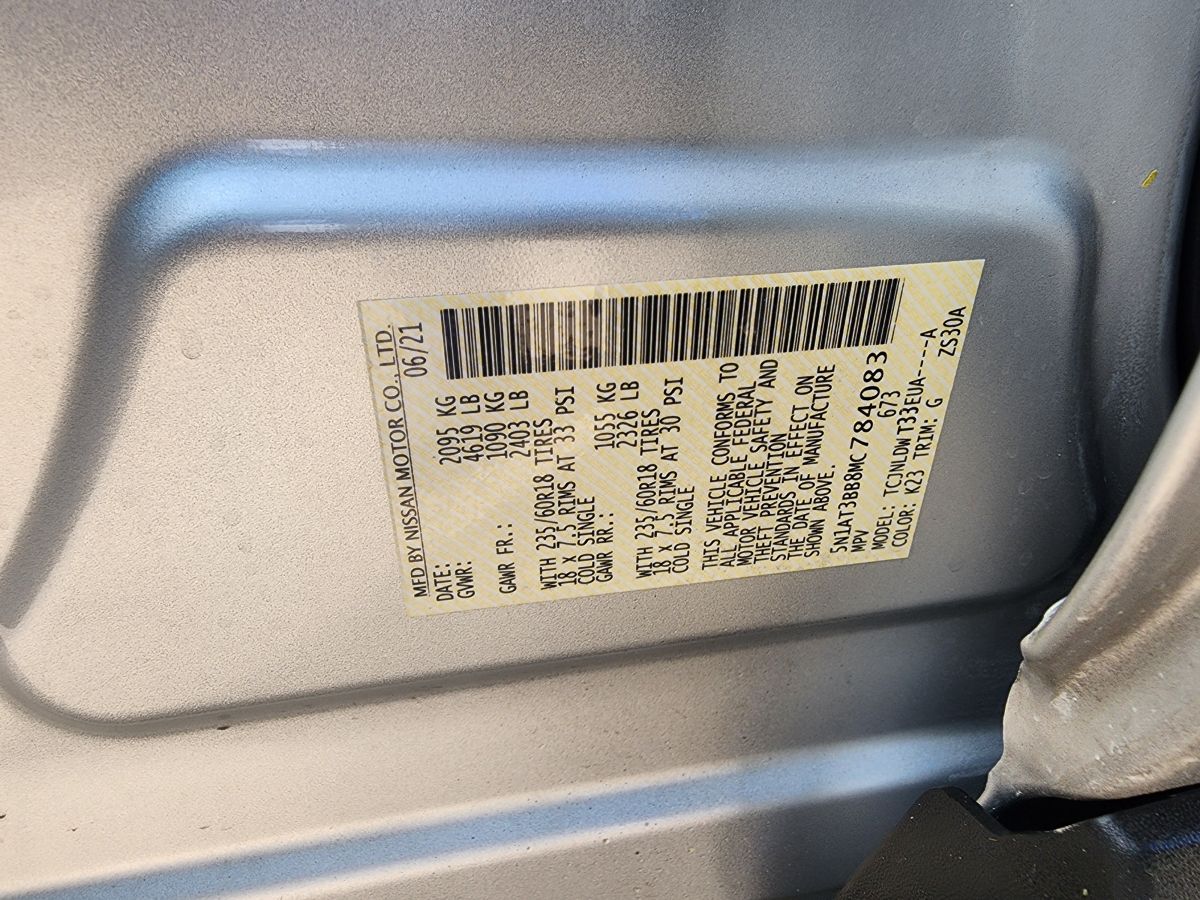 MFD BY NISSAN MOTOR CO., LTD.
DATE: 06/21
GVWR: 2095 KG
4619 LB
GAWR FR.: 1090 KG
2403 LB
WITH 235/60R18 TIRES
18 X 7.5 RIMS AT 33 PSI
COLD SINGLE
GAWR RR.: 1055 KG
2326 LB
WITH 235/60R18 TIRES
18 X 7.5 RIMS AT 30 PSI
COLD SINGLE
THIS VEHICLE CONFORMS TO
ALL APPLICABLE FEDERAL
MOTOR VEHICLE SAFETY AND
THEFT PREVENTION
STANDARDS IN EFFECT ON
THE DATE OF MANUFACTURE
SHOWN ABOVE.
5N1AT3BB8MC784083
MPV 673
MODEL: TCJNLDWT33EUA----A
COLOR: K23 TRIM: G ZS30A